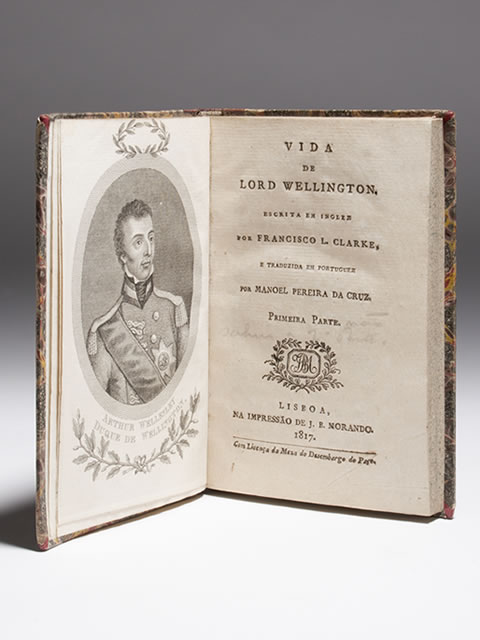 ARTHUR WELLESLEY
DUQUE DE WELLINGTON.
VIDA
DE
LORD WELLINGTON,
ESCRITA EM INGLEZ
POR FRANCISCO L. CLARKE,
E TRADUZIDA EM PORTUGUEZ
POR MANOEL PEREIRA DA CRUZ.
PRIMEIRA PARTE.
LISBOA,
NA IMPRESSÃO DE J. F. MORANDO.
1817.
Com Licença da Meza do Desembargo do Paço.